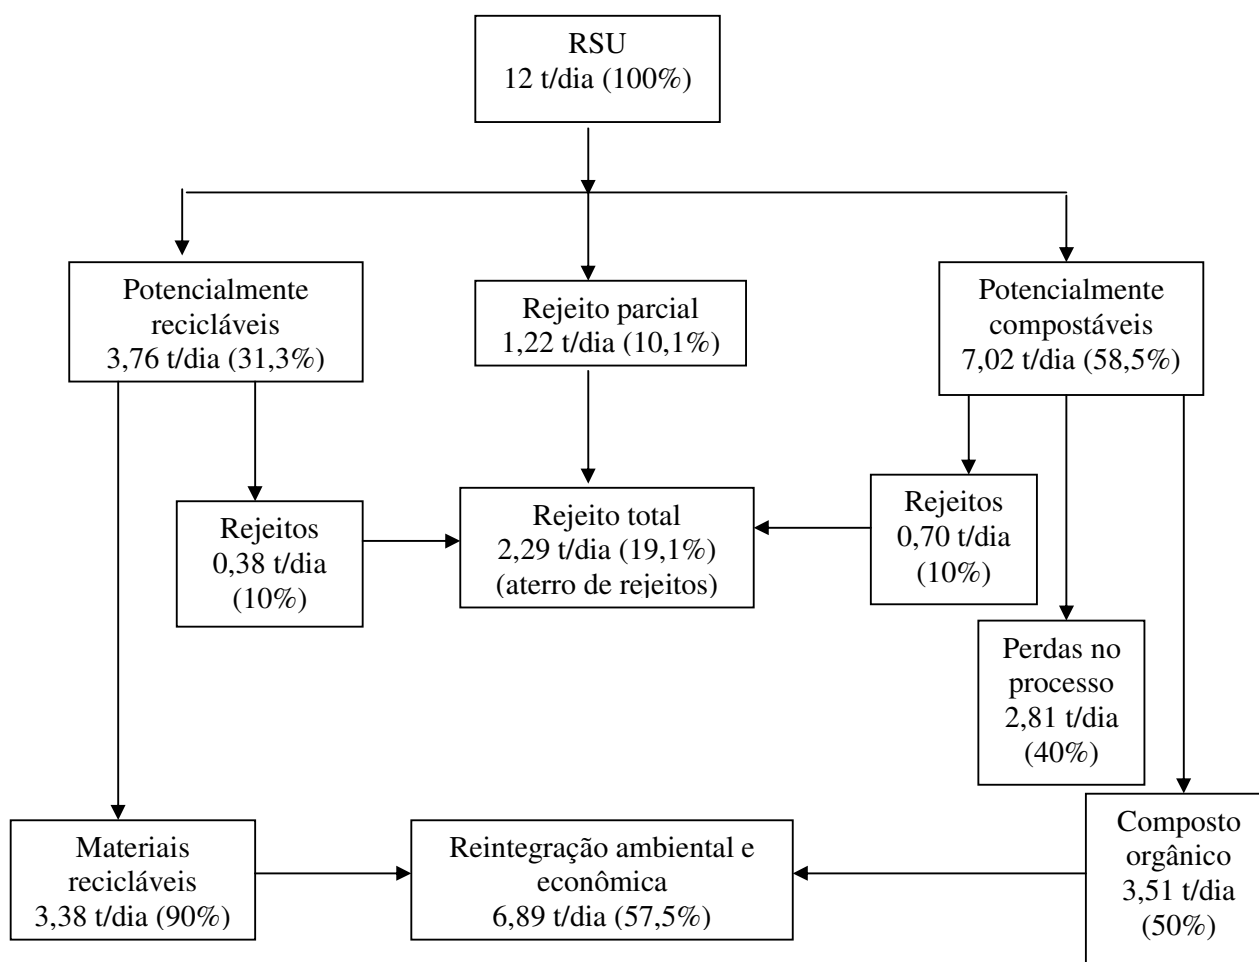 RSU
12 t/dia (100%)
Potencialmente
recicláveis
3,76 t/dia (31,3%)
Rejeito parcial
1,22 t/dia (10,1%)
Potencialmente
compostáveis
7,02 t/dia (58,5%)
Rejeitos
0,38 t/dia
(10%)
Rejeito total
2,29 t/dia (19,1%)
(aterro de rejeitos)
Rejeitos
0,70 t/dia
(10%)
Perdas no
processo
2,81 t/dia
(40%)
Materiais
recicláveis
3,38 t/dia (90%)
Reintegração ambiental e
econômica
6,89 t/dia (57,5%)
Composto
orgânico
3,51 t/dia
(50%)